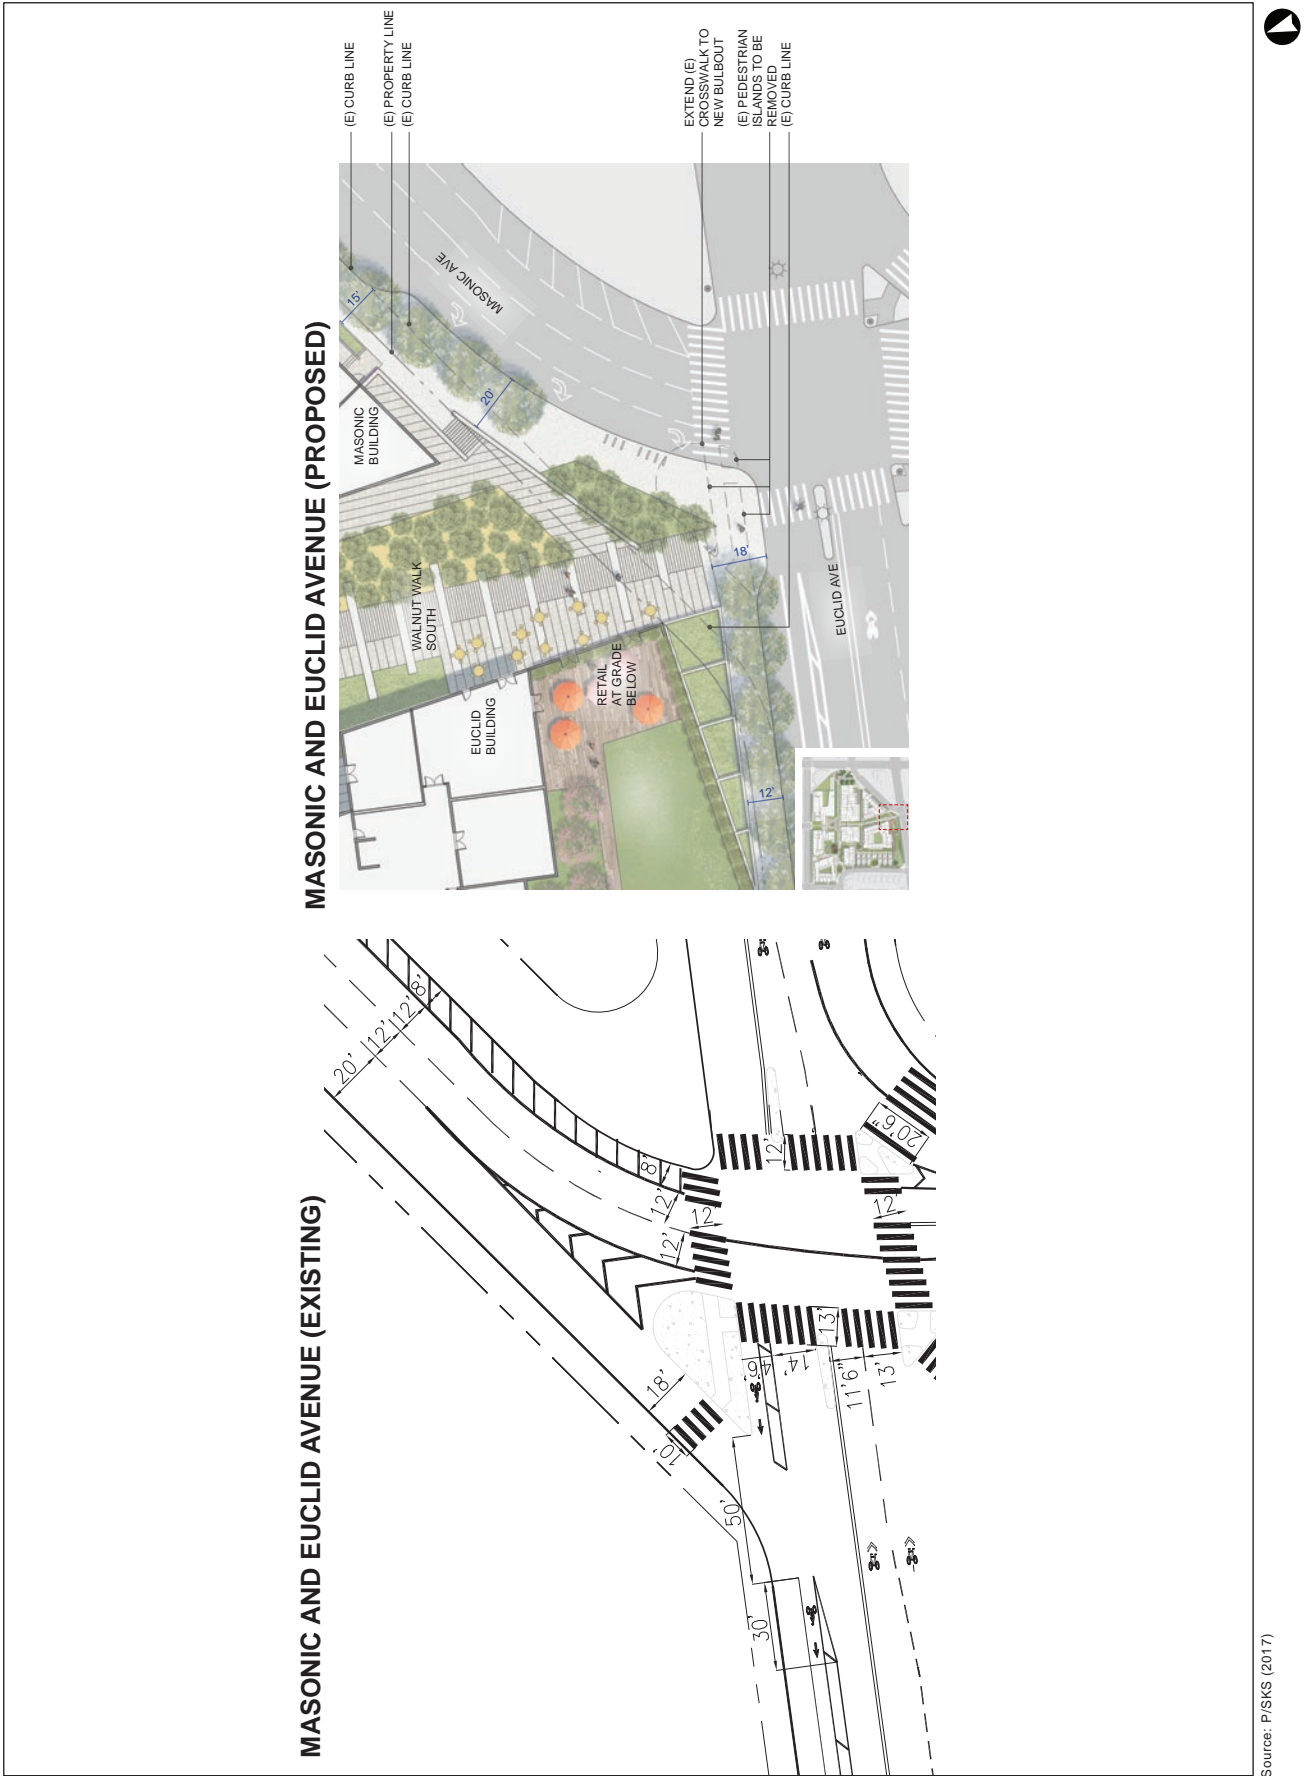 MASONIC AND EUCLID AVENUE (EXISTING)
20'
12'
12'
8'
8'
12'
12'
12'
12'
20'6"
12'
18'
10'
50'
30'
4'6"
14'
13'
11'6"
13'
MASONIC AND EUCLID AVENUE (PROPOSED)
MASONIC
BUILDING
WALNUT WALK
SOUTH
EUCLID
BUILDING
RETAIL
AT GRADE
BELOW
MASONIC AVE
EUCLID AVE
15'
20'
18'
12'
(E) CURB LINE
(E) PROPERTY LINE
(E) CURB LINE
EXTEND (E)
CROSSWALK TO
NEW BULBOUT
(E) PEDESTRIAN
ISLANDS TO BE
REMOVED
(E) CURB LINE
Source: P/SKS (2017)